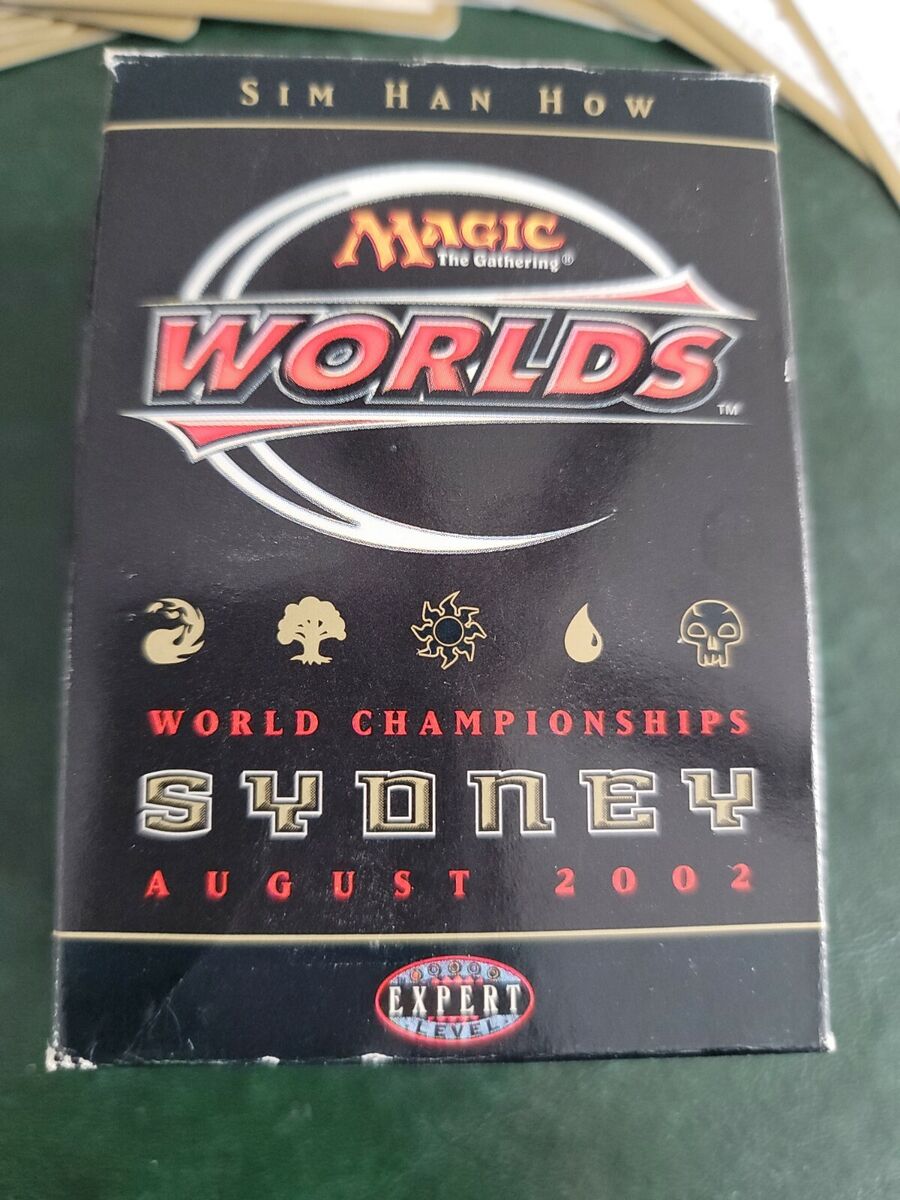 SIM HAN HOW
MAGIC
The Gathering®
WORLDS
TM
WORLD CHAMPIONSHIPS
SYDNEY
AUGUST 2002
EXPERT
LEVEL